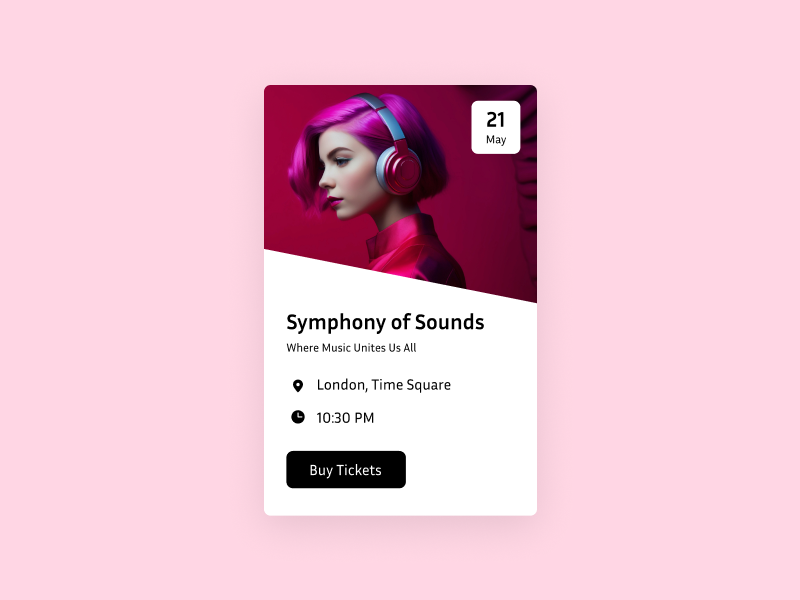 21
May
Symphony of Sounds
Where Music Unites Us All
London, Time Square
10:30 PM
Buy Tickets